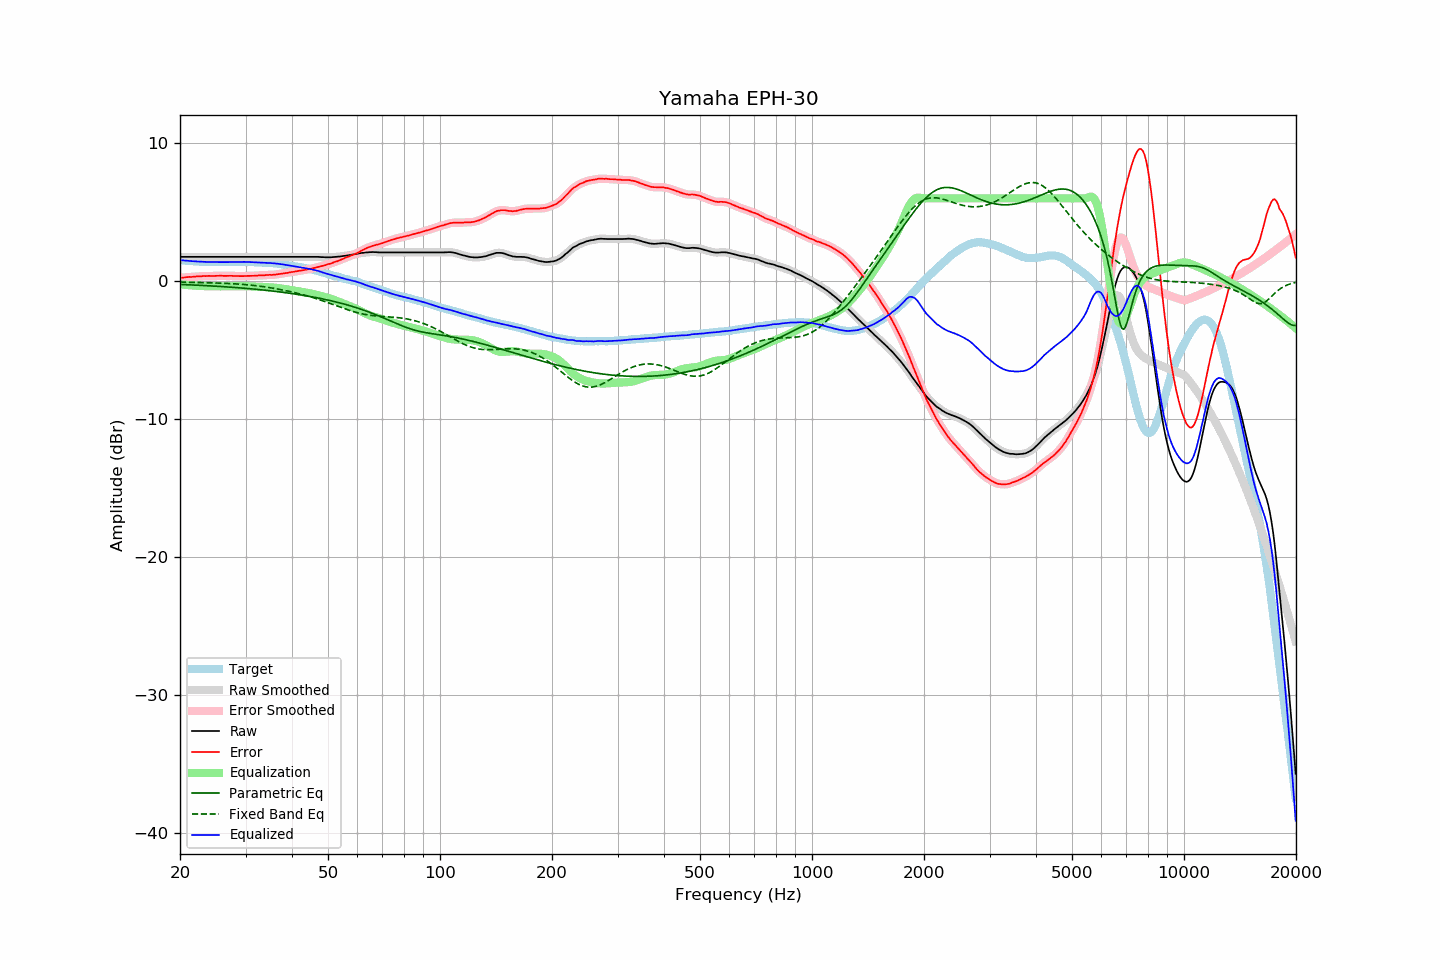 Yamaha EPH-30
10
0
−10
−20
−30
−40
Amplitude (dBr)
Target
Raw Smoothed
Error Smoothed
Raw
Error
Equalization
Parametric Eq
Fixed Band Eq
Equalized
20 50 100 200 500 1000 2000 5000 10000 20000
Frequency (Hz)